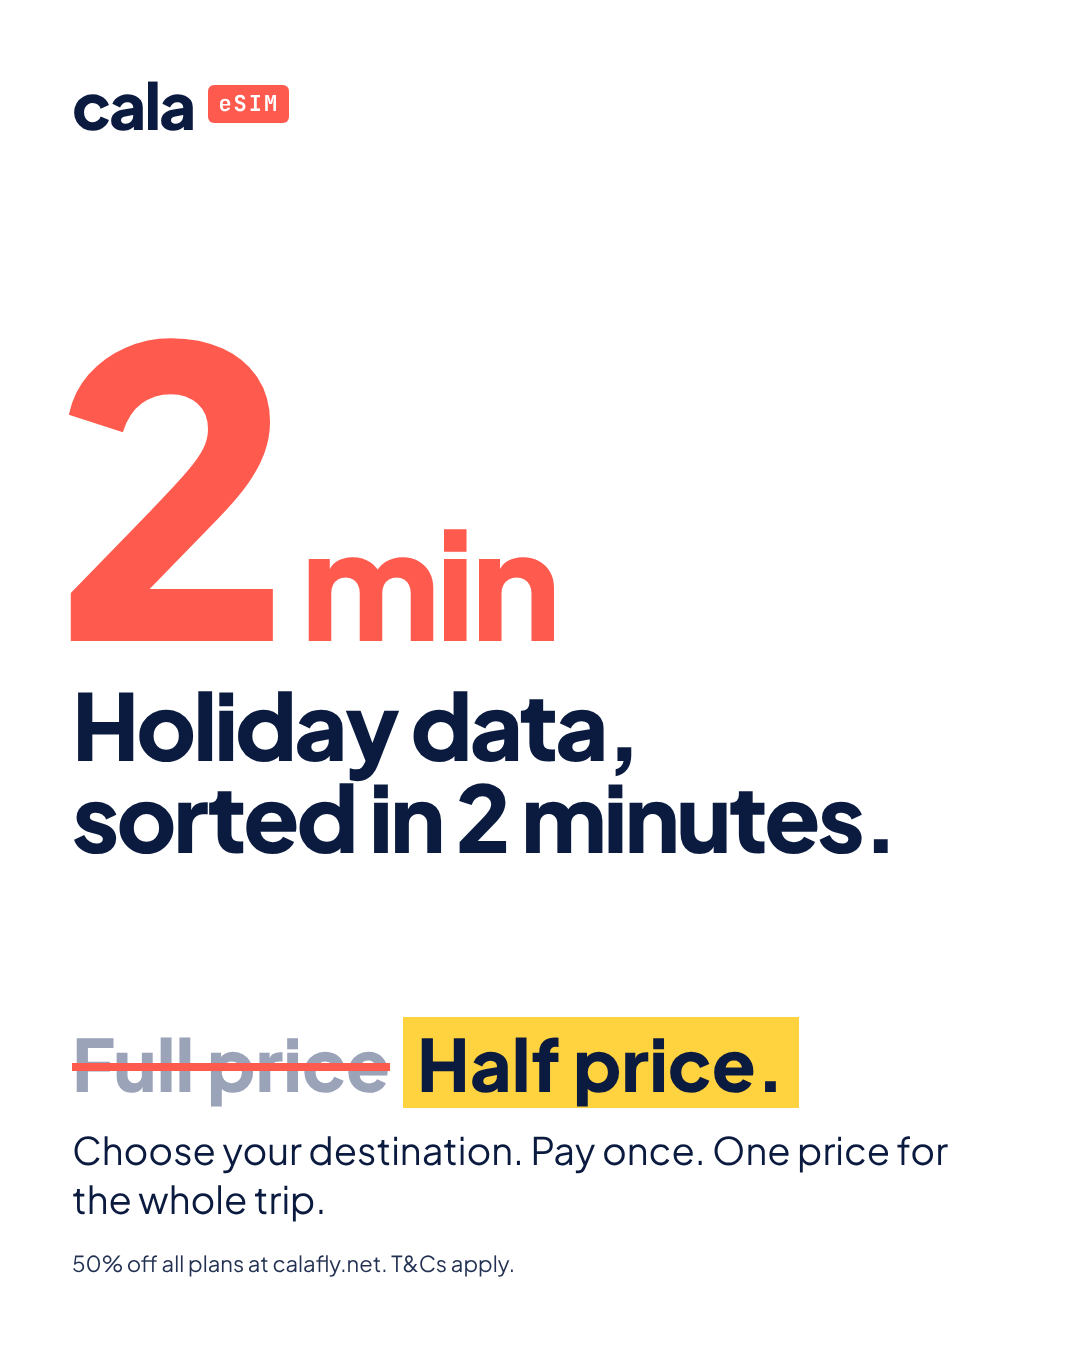 cala eSIM
2 min
Holiday data,
sorted in 2 minutes.
Full price Half price.
Choose your destination. Pay once. One price for
the whole trip.
50% off all plans at calafly.net. T&Cs apply.